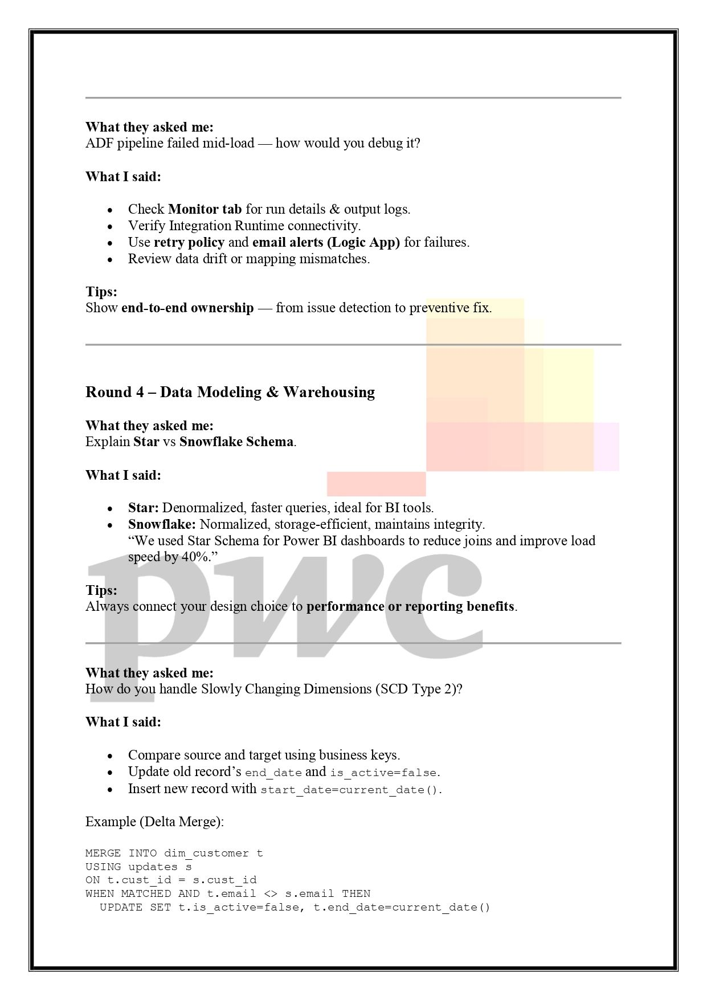 What they asked me:
ADF pipeline failed mid-load — how would you debug it?
What I said:
• Check Monitor tab for run details & output logs.
• Verify Integration Runtime connectivity.
• Use retry policy and email alerts (Logic App) for failures.
• Review data drift or mapping mismatches.
Tips:
Show end-to-end ownership — from issue detection to preventive fix.
Round 4 – Data Modeling & Warehousing
What they asked me:
Explain Star vs Snowflake Schema.
What I said:
• Star: Denormalized, faster queries, ideal for BI tools.
• Snowflake: Normalized, storage-efficient, maintains integrity.
“We used Star Schema for Power BI dashboards to reduce joins and improve load
speed by 40%.”
pwc
Tips:
Always connect your design choice to performance or reporting benefits.
What they asked me:
How do you handle Slowly Changing Dimensions (SCD Type 2)?
What I said:
• Compare source and target using business keys.
• Update old record’s end_date and is_active=false.
• Insert new record with start_date=current_date().
Example (Delta Merge):
MERGE INTO dim_customer t
USING updates s
ON t.cust_id = s.cust_id
WHEN MATCHED AND t.email <> s.email THEN
  UPDATE SET t.is_active=false, t.end_date=current_date()